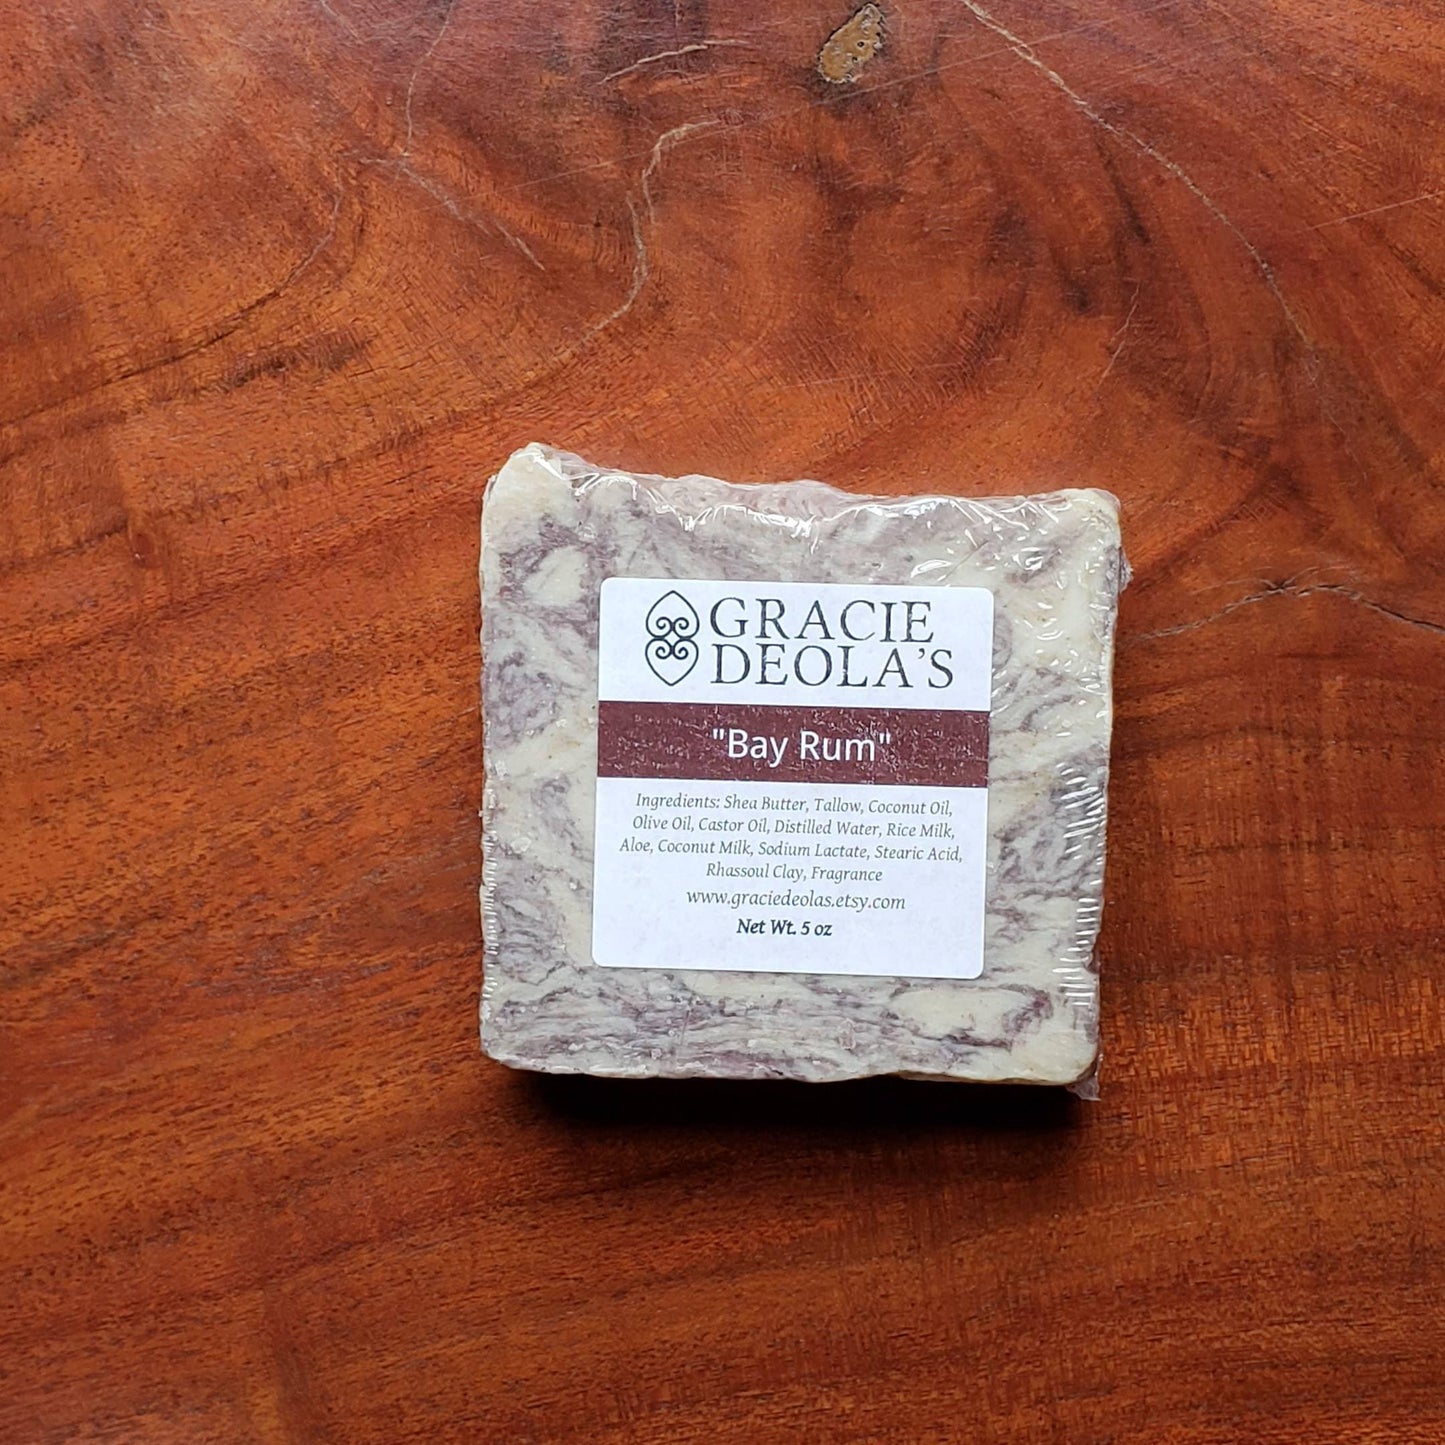 GRACIE
DEOLA'S
"Bay Rum"
Ingredients: Shea Butter, Tallow, Coconut Oil,
Olive Oil, Castor Oil, Distilled Water, Rice Milk,
Aloe, Coconut Milk, Sodium Lactate, Stearic Acid,
Rhassoul Clay, Fragrance
www.graciedeolas.etsy.com
Net Wt. 5 oz